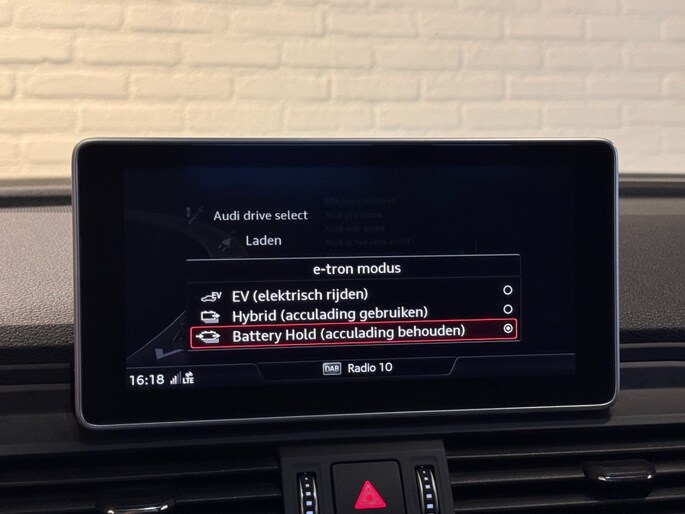 Audi drive select
Laden
e-tron modus
EV EV (elektrisch rijden)
Hybrid (acculading gebruiken)
Battery Hold (acculading behouden)
16:18 LTE
DAB Radio 10